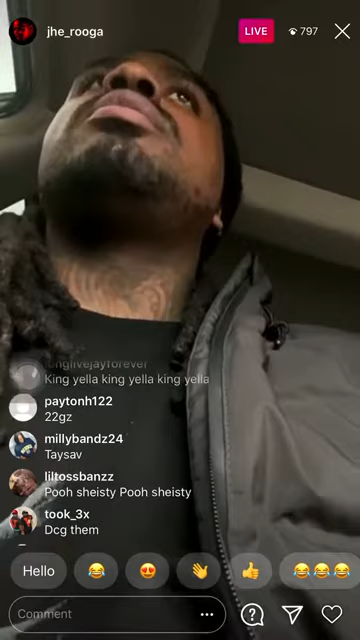 jhe_rooga
LIVE
797
longlivejayforever
King yella king yella king yella
paytonh122
22gz
millybandz24
Taysav
liltossbanzz
Pooh sheisty Pooh sheisty
took_3x
Dcg them
Hello
Comment